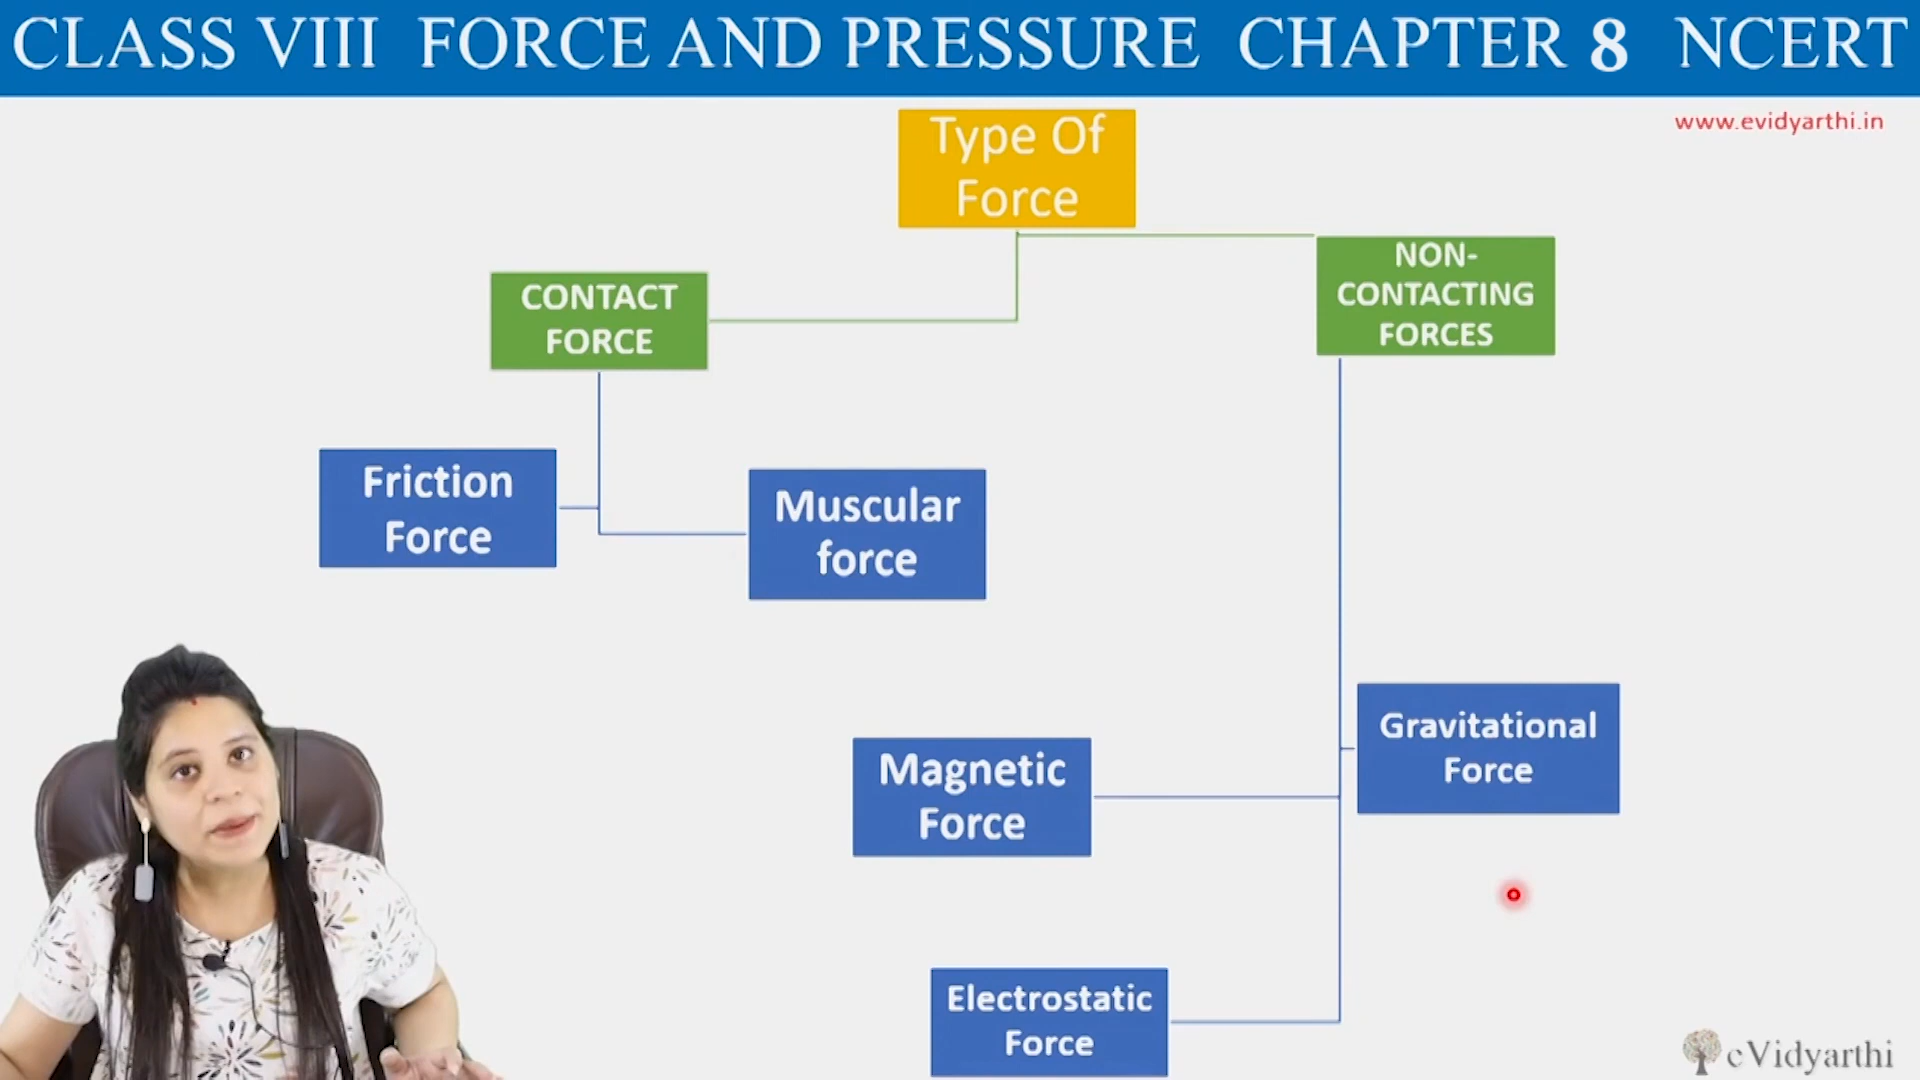 CLASS VIII FORCE AND PRESSURE CHAPTER 8 NCERT
www.evidyarthi.in
Type Of
Force
CONTACT
FORCE
NON-
CONTACTING
FORCES
Friction
Force
Muscular
force
Magnetic
Force
Gravitational
Force
Electrostatic
Force
eVidyarthi